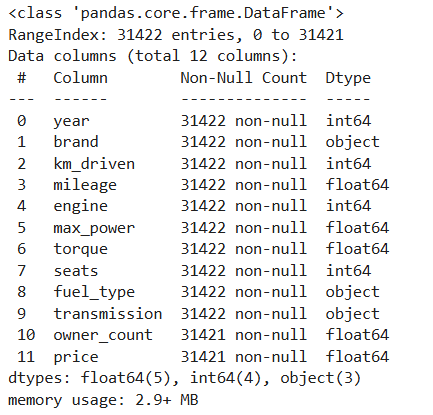 <class 'pandas.core.frame.DataFrame'>
RangeIndex: 31422 entries, 0 to 31421
Data columns (total 12 columns):
 #   Column        Non-Null Count  Dtype
---  ------        --------------  -----
 0   year          31422 non-null  int64
 1   brand         31422 non-null  object
 2   km_driven     31422 non-null  int64
 3   mileage       31422 non-null  float64
 4   engine        31422 non-null  int64
 5   max_power     31422 non-null  float64
 6   torque        31422 non-null  float64
 7   seats         31422 non-null  int64
 8   fuel_type     31422 non-null  object
 9   transmission  31422 non-null  object
 10  owner_count   31421 non-null  float64
 11  price         31421 non-null  float64
dtypes: float64(5), int64(4), object(3)
memory usage: 2.9+ MB